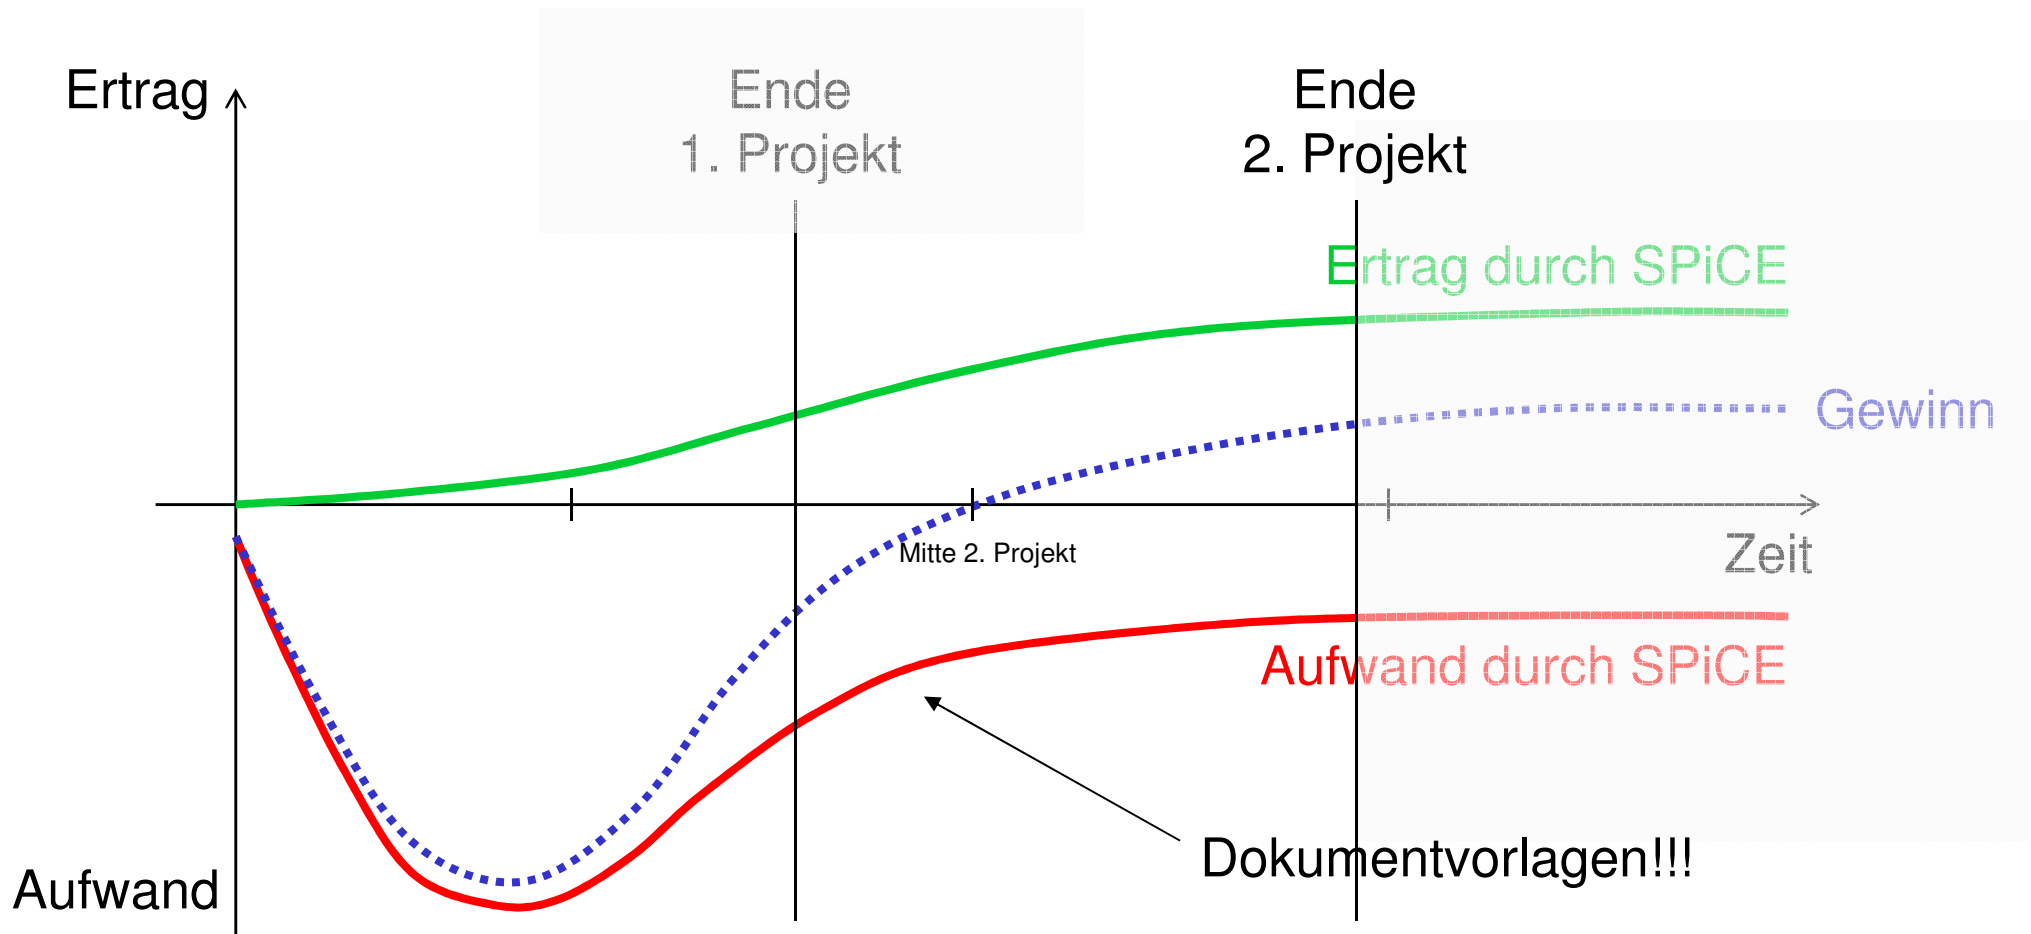 Ertrag
Ende
1. Projekt
Ende
2. Projekt
Ertrag durch SPiCE
Gewinn
Mitte 2. Projekt
Zeit
Aufwand durch SPiCE
Dokumentvorlagen!!!
Aufwand